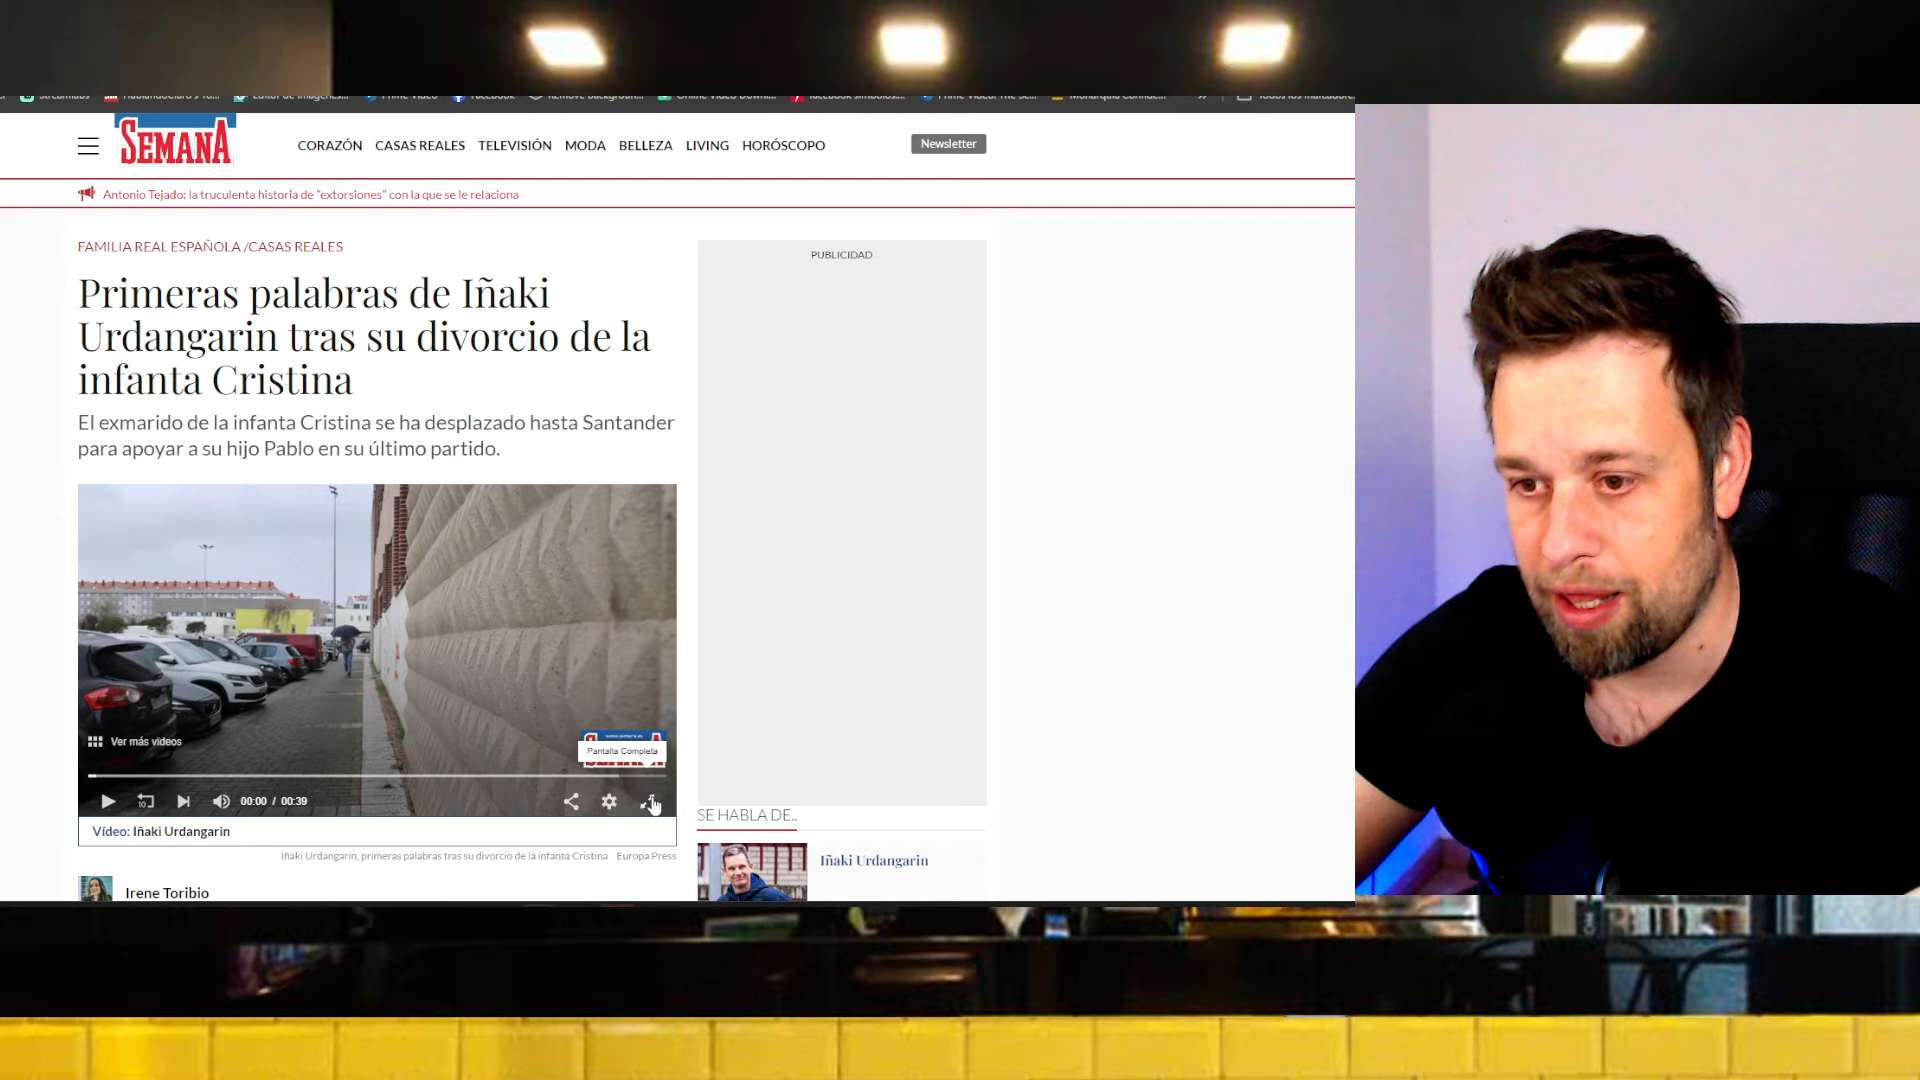 SEMANA
CORAZÓN CASAS REALES TELEVISIÓN MODA BELLEZA LIVING HORÓSCOPO
Newsletter
Antonio Tejado: la truculenta historia de "extorsiones" con la que se le relaciona
FAMILIA REAL ESPAÑOLA /CASAS REALES
Primeras palabras de Iñaki
Urdangarin tras su divorcio de la
infanta Cristina
El exmarido de la infanta Cristina se ha desplazado hasta Santander
para apoyar a su hijo Pablo en su último partido.
PUBLICIDAD
Ver más videos
Pantalla Completa
10
00:00 / 00:39
Vídeo: Iñaki Urdangarin
Iñaki Urdangarin, primeras palabras tras su divorcio de la infanta Cristina Europa Press
Irene Toribio
SE HABLA DE..
Iñaki Urdangarin